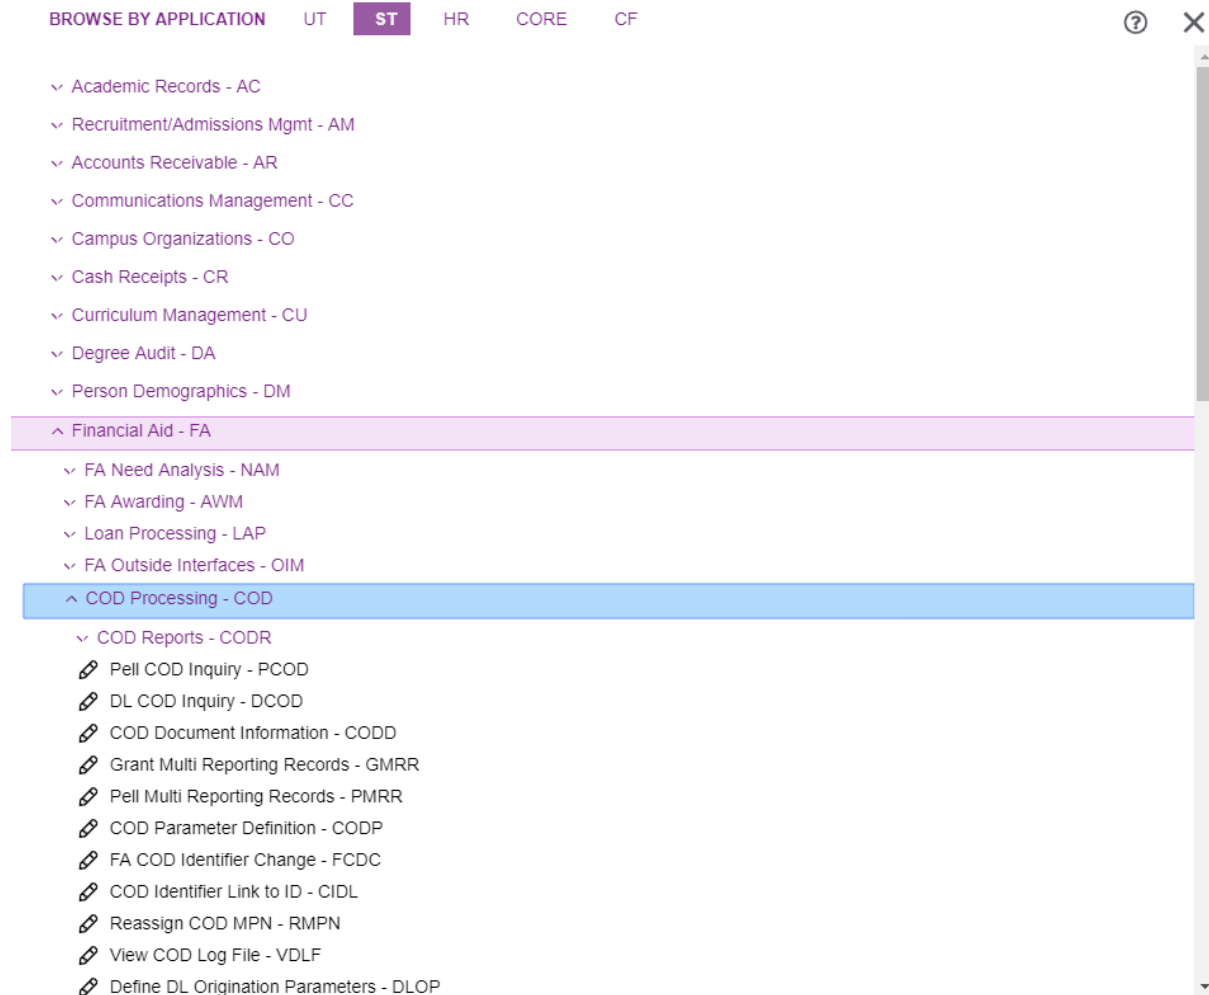 BROWSE BY APPLICATION UT ST HR CORE CF
Academic Records - AC
Recruitment/Admissions Mgmt - AM
Accounts Receivable - AR
Communications Management - CC
Campus Organizations - CO
Cash Receipts - CR
Curriculum Management - CU
Degree Audit - DA
Person Demographics - DM
Financial Aid - FA
FA Need Analysis - NAM
FA Awarding - AWM
Loan Processing - LAP
FA Outside Interfaces - OIM
COD Processing - COD
COD Reports - CODR
Pell COD Inquiry - PCOD
DL COD Inquiry - DCOD
COD Document Information - CODD
Grant Multi Reporting Records - GMRR
Pell Multi Reporting Records - PMRR
COD Parameter Definition - CODP
FA COD Identifier Change - FCDC
COD Identifier Link to ID - CIDL
Reassign COD MPN - RMPN
View COD Log File - VDLF
Define DL Origination Parameters - DLOP